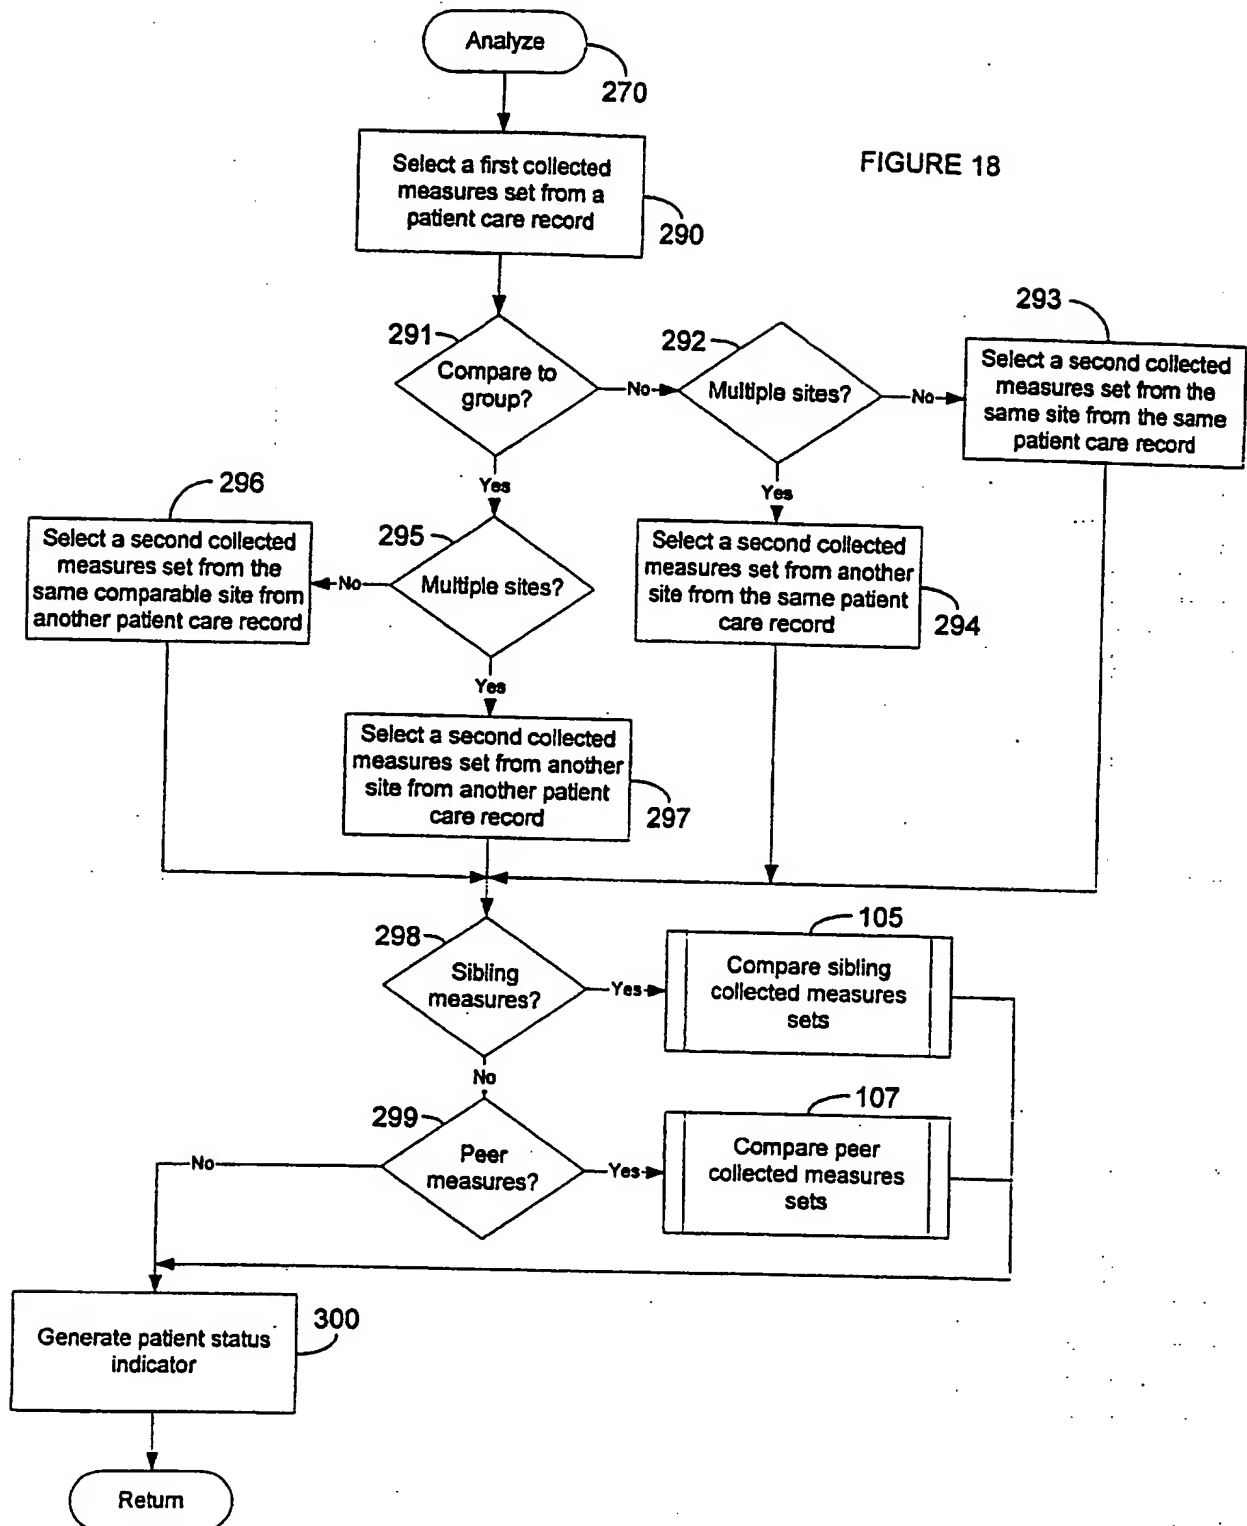 Analyze
270
FIGURE 18
Select a first collected
measures set from a
patient care record
290
291
Compare to
group?
No
292
Multiple sites?
No
293
Select a second collected
measures set from the
same site from the same
patient care record
Yes
Yes
296
Select a second collected
measures set from the
same comparable site from
another patient care record
No
295
Multiple sites?
Select a second collected
measures set from another
site from the same patient
care record
294
Yes
Select a second collected
measures set from another
site from another patient
care record
297
298
Sibling
measures?
Yes
105
Compare sibling
collected measures
sets
No
299
Peer
measures?
Yes
107
Compare peer
collected measures
sets
No
Generate patient status
indicator
300
Return